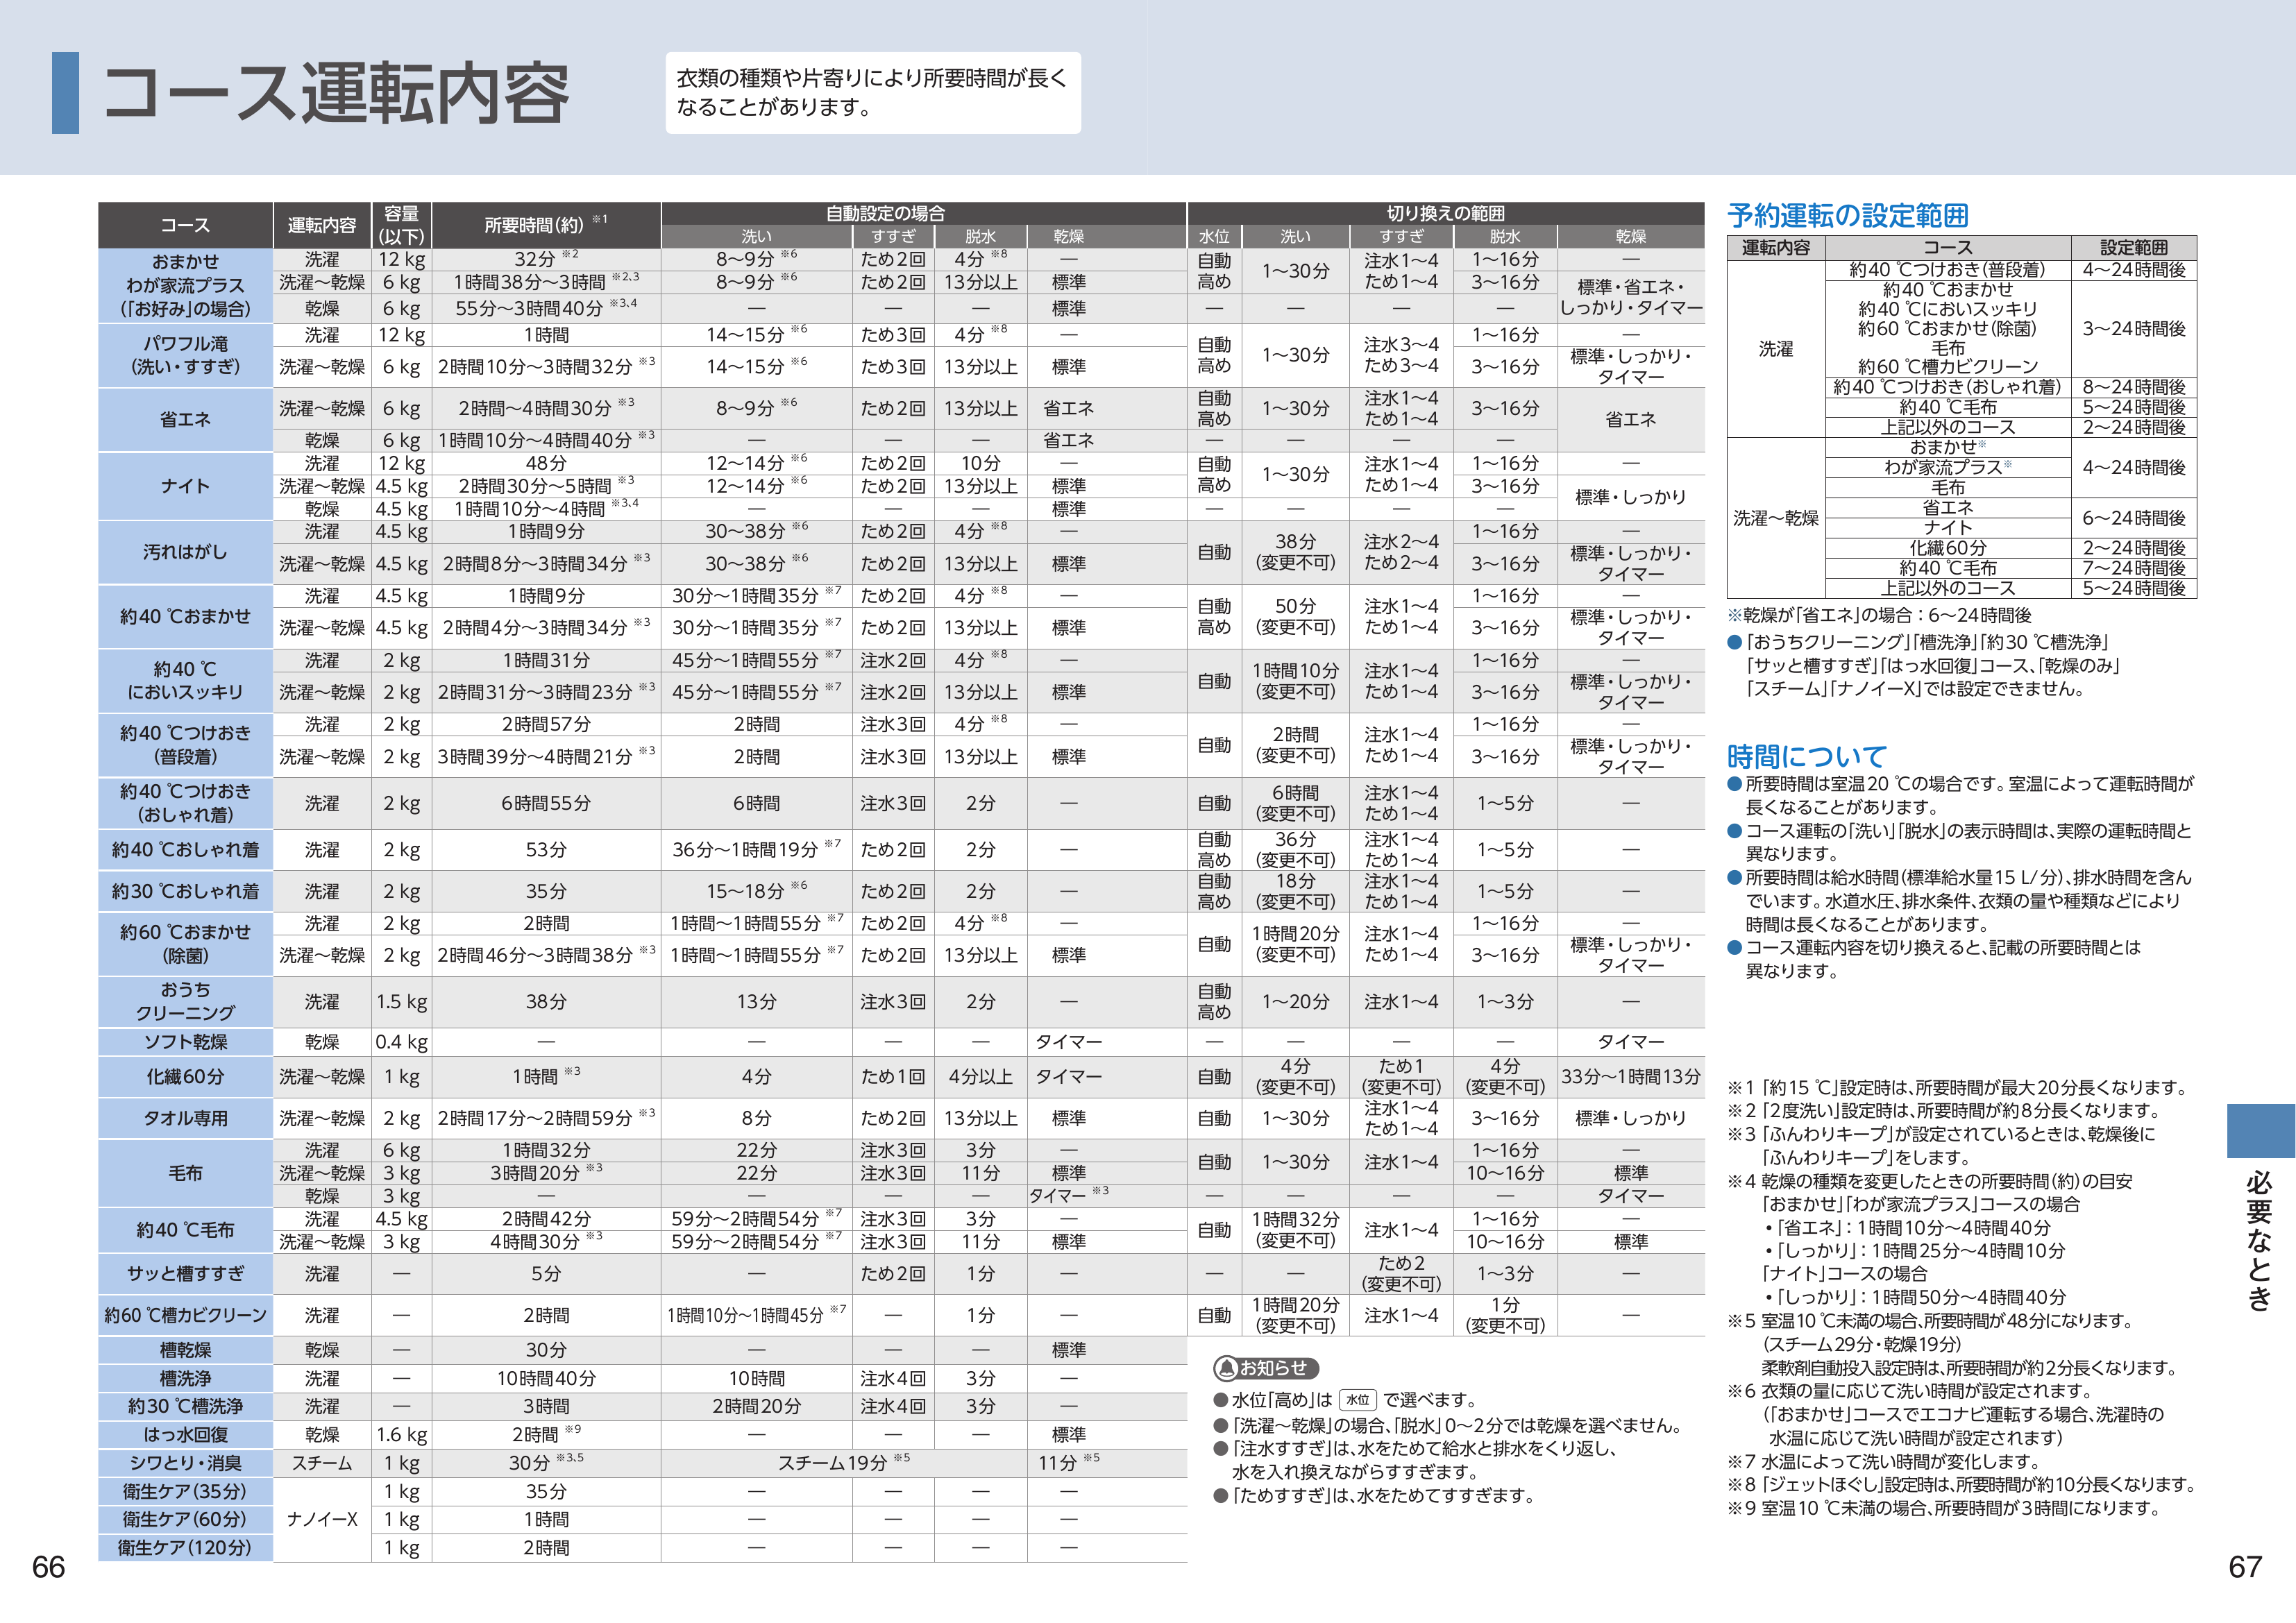 コース運転内容
衣類の種類や片寄りにより所要時間が長く
なることがあります。
コース 運転内容 容量(以下) 所要時間(約)※1 自動設定の場合 切り換えの範囲
洗い すすぎ 脱水 乾燥 水位 洗い すすぎ 脱水 乾燥
おまかせ
わが家流プラス
(「お好み」の場合)
洗濯 12 kg 32分※2 8〜9分※6 ため2回 4分※8 — 自動 高め 1〜30分 注水1〜4 ため1〜4 1〜16分 —
洗濯〜乾燥 6 kg 1時間38分〜3時間※2,3 8〜9分※6 ため2回 13分以上 標準 3〜16分 標準・省エネ・しっかり・タイマー
乾燥 6 kg 55分〜3時間40分※3,4 — — — 標準 — — — —
パワフル滝
(洗い・すすぎ)
洗濯 12 kg 1時間 14〜15分※6 ため3回 4分※8 — 自動 高め 1〜30分 注水3〜4 ため3〜4 1〜16分 —
洗濯〜乾燥 6 kg 2時間10分〜3時間32分※3 14〜15分※6 ため3回 13分以上 標準 3〜16分 標準・しっかり・タイマー
省エネ
洗濯〜乾燥 6 kg 2時間〜4時間30分※3 8〜9分※6 ため2回 13分以上 省エネ 自動 高め 1〜30分 注水1〜4 ため1〜4 3〜16分 省エネ
乾燥 6 kg 1時間10分〜4時間40分※3 — — — 省エネ — — — —
ナイト
洗濯 12 kg 48分 12〜14分※6 ため2回 10分 — 自動 高め 1〜30分 注水1〜4 ため1〜4 1〜16分 —
洗濯〜乾燥 4.5 kg 2時間30分〜5時間※3 12〜14分※6 ため2回 13分以上 標準 3〜16分 標準・しっかり
乾燥 4.5 kg 1時間10分〜4時間※3,4 — — — 標準 — — — —
汚れはがし
洗濯 4.5 kg 1時間9分 30〜38分※6 ため2回 4分※8 — 自動 38分(変更不可) 注水2〜4 ため2〜4 1〜16分 —
洗濯〜乾燥 4.5 kg 2時間8分〜3時間34分※3 30〜38分※6 ため2回 13分以上 標準 3〜16分 標準・しっかり・タイマー
約40 ℃おまかせ
洗濯 4.5 kg 1時間9分 30分〜1時間35分※7 ため2回 4分※8 — 自動 高め 50分(変更不可) 注水1〜4 ため1〜4 1〜16分 —
洗濯〜乾燥 4.5 kg 2時間4分〜3時間34分※3 30分〜1時間35分※7 ため2回 13分以上 標準 3〜16分 標準・しっかり・タイマー
約40 ℃
においスッキリ
洗濯 2 kg 1時間31分 45分〜1時間55分※7 注水2回 4分※8 — 自動 1時間10分(変更不可) 注水1〜4 ため1〜4 1〜16分 —
洗濯〜乾燥 2 kg 2時間31分〜3時間23分※3 45分〜1時間55分※7 注水2回 13分以上 標準 3〜16分 標準・しっかり・タイマー
約40 ℃つけおき
(普段着)
洗濯 2 kg 2時間57分 2時間 注水3回 4分※8 — 自動 2時間(変更不可) 注水1〜4 ため1〜4 1〜16分 —
洗濯〜乾燥 2 kg 3時間39分〜4時間21分※3 2時間 注水3回 13分以上 標準 3〜16分 標準・しっかり・タイマー
約40 ℃つけおき
(おしゃれ着)
洗濯 2 kg 6時間55分 6時間 注水3回 2分 — 自動 6時間(変更不可) 注水1〜4 ため1〜4 1〜5分 —
約40 ℃おしゃれ着 洗濯 2 kg 53分 36分〜1時間19分※7 ため2回 2分 — 自動 高め 36分(変更不可) 注水1〜4 ため1〜4 1〜5分 —
約30 ℃おしゃれ着 洗濯 2 kg 35分 15〜18分※6 ため2回 2分 — 自動 高め 18分(変更不可) 注水1〜4 ため1〜4 1〜5分 —
約60 ℃おまかせ
(除菌)
洗濯 2 kg 2時間 1時間〜1時間55分※7 ため2回 4分※8 — 自動 1時間20分(変更不可) 注水1〜4 ため1〜4 1〜16分 —
洗濯〜乾燥 2 kg 2時間46分〜3時間38分※3 1時間〜1時間55分※7 ため2回 13分以上 標準 3〜16分 標準・しっかり・タイマー
おうち
クリーニング
洗濯 1.5 kg 38分 13分 注水3回 2分 — 自動 高め 1〜20分 注水1〜4 1〜3分 —
ソフト乾燥 乾燥 0.4 kg — — — — タイマー — — — — タイマー
化繊60分 洗濯〜乾燥 1 kg 1時間※3 4分 ため1回 4分以上 タイマー 自動 4分(変更不可) ため1(変更不可) 4分(変更不可) 33分〜1時間13分
タオル専用 洗濯〜乾燥 2 kg 2時間17分〜2時間59分※3 8分 ため2回 13分以上 標準 自動 1〜30分 注水1〜4 ため1〜4 3〜16分 標準・しっかり
毛布
洗濯 6 kg 1時間32分 22分 注水3回 3分 — 自動 1〜30分 注水1〜4 1〜16分 —
洗濯〜乾燥 3 kg 3時間20分※3 22分 注水3回 11分 標準 10〜16分 標準
乾燥 3 kg — — — — タイマー※3 — — — — タイマー
約40 ℃毛布
洗濯 4.5 kg 2時間42分 59分〜2時間54分※7 注水3回 3分 — 自動 1時間32分(変更不可) 注水1〜4 1〜16分 —
洗濯〜乾燥 3 kg 4時間30分※3 59分〜2時間54分※7 注水3回 11分 標準 10〜16分 標準
サッと槽すすぎ 洗濯 — 5分 — ため2回 1分 — — — ため2(変更不可) 1〜3分 —
約60 ℃槽カビクリーン 洗濯 — 2時間 1時間10分〜1時間45分※7 — 1分 — 自動 1時間20分(変更不可) 注水1〜4 1分(変更不可) —
槽乾燥 乾燥 — 30分 — — — 標準
槽洗浄 洗濯 — 10時間40分 10時間 注水4回 3分 —
約30 ℃槽洗浄 洗濯 — 3時間 2時間20分 注水4回 3分 —
はっ水回復 乾燥 1.6 kg 2時間※9 — — — 標準
シワとり・消臭 スチーム 1 kg 30分※3,5 スチーム19分※5 11分※5
衛生ケア(35分) ナノイーX 1 kg 35分 — — — —
衛生ケア(60分) 1 kg 1時間 — — — —
衛生ケア(120分) 1 kg 2時間 — — — —
お知らせ
●水位「高め」は 水位 で選べます。
●「洗濯〜乾燥」の場合、「脱水」0〜2分では乾燥を選べません。
●「注水すすぎ」は、水をためて給水と排水をくり返し、
水を入れ換えながらすすぎます。
●「ためすすぎ」は、水をためてすすぎます。
予約運転の設定範囲
運転内容 コース 設定範囲
洗濯
約40 ℃つけおき(普段着) 4〜24時間後
約40 ℃おまかせ
約40 ℃においスッキリ
約60 ℃おまかせ(除菌) 3〜24時間後
毛布
約60 ℃槽カビクリーン
約40 ℃つけおき(おしゃれ着) 8〜24時間後
約40 ℃毛布 5〜24時間後
上記以外のコース 2〜24時間後
洗濯〜乾燥
おまかせ※
わが家流プラス※ 4〜24時間後
毛布
省エネ 6〜24時間後
ナイト
化繊60分 2〜24時間後
約40 ℃毛布 7〜24時間後
上記以外のコース 5〜24時間後
※乾燥が「省エネ」の場合：6〜24時間後
●「おうちクリーニング」「槽洗浄」「約30 ℃槽洗浄」
「サッと槽すすぎ」「はっ水回復」コース、「乾燥のみ」
「スチーム」「ナノイーX」では設定できません。
時間について
●所要時間は室温20 ℃の場合です。室温によって運転時間が
長くなることがあります。
●コース運転の「洗い」「脱水」の表示時間は、実際の運転時間と
異なります。
●所要時間は給水時間(標準給水量15 L/分)、排水時間を含ん
でいます。水道水圧、排水条件、衣類の量や種類などにより
時間は長くなることがあります。
●コース運転内容を切り換えると、記載の所要時間とは
異なります。
※1 「約15 ℃」設定時は、所要時間が最大20分長くなります。
※2 「2度洗い」設定時は、所要時間が約8分長くなります。
※3 「ふんわりキープ」が設定されているときは、乾燥後に
「ふんわりキープ」をします。
※4 乾燥の種類を変更したときの所要時間(約)の目安
「おまかせ」「わが家流プラス」コースの場合
・「省エネ」：1時間10分〜4時間40分
・「しっかり」：1時間25分〜4時間10分
「ナイト」コースの場合
・「しっかり」：1時間50分〜4時間40分
※5 室温10 ℃未満の場合、所要時間が48分になります。
(スチーム29分・乾燥19分)
柔軟剤自動投入設定時は、所要時間が約2分長くなります。
※6 衣類の量に応じて洗い時間が設定されます。
(「おまかせ」コースでエコナビ運転する場合、洗濯時の
水温に応じて洗い時間が設定されます)
※7 水温によって洗い時間が変化します。
※8 「ジェットほぐし」設定時は、所要時間が約10分長くなります。
※9 室温10 ℃未満の場合、所要時間が3時間になります。
必要なとき
66
67